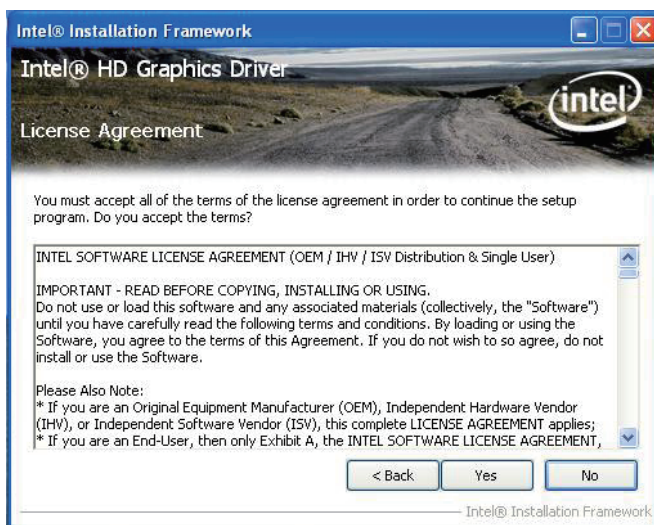 Intel® Installation Framework
Intel® HD Graphics Driver
intel
License Agreement
You must accept all of the terms of the license agreement in order to continue the setup
program. Do you accept the terms?
INTEL SOFTWARE LICENSE AGREEMENT (OEM / IHV / ISV Distribution & Single User)
IMPORTANT - READ BEFORE COPYING, INSTALLING OR USING.
Do not use or load this software and any associated materials (collectively, the "Software")
until you have carefully read the following terms and conditions. By loading or using the
Software, you agree to the terms of this Agreement. If you do not wish to so agree, do not
install or use the Software.
Please Also Note:
* If you are an Original Equipment Manufacturer (OEM), Independent Hardware Vendor
(IHV), or Independent Software Vendor (ISV), this complete LICENSE AGREEMENT applies;
* If you are an End-User, then only Exhibit A, the INTEL SOFTWARE LICENSE AGREEMENT,
< Back Yes No
Intel® Installation Framework